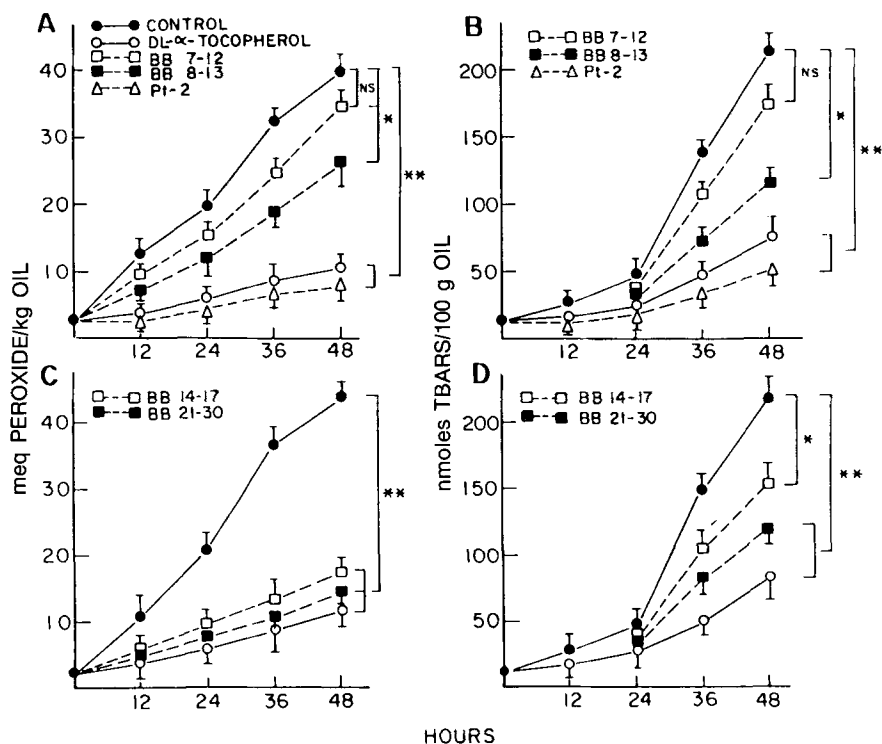 A
CONTROL
DL-α-TOCOPHEROL
BB 7-12
BB 8-13
Pt-2
40
30
20
10
12 24 36 48
NS
*
**
B
BB 7-12
BB 8-13
Pt-2
200
150
100
50
12 24 36 48
NS
*
**
C
BB 14-17
BB 21-30
40
30
20
10
12 24 36 48
**
D
BB 14-17
BB 21-30
200
150
100
50
12 24 36 48
*
**
meq PEROXIDE/kg OIL
nmoles TBARS/100 g OIL
HOURS